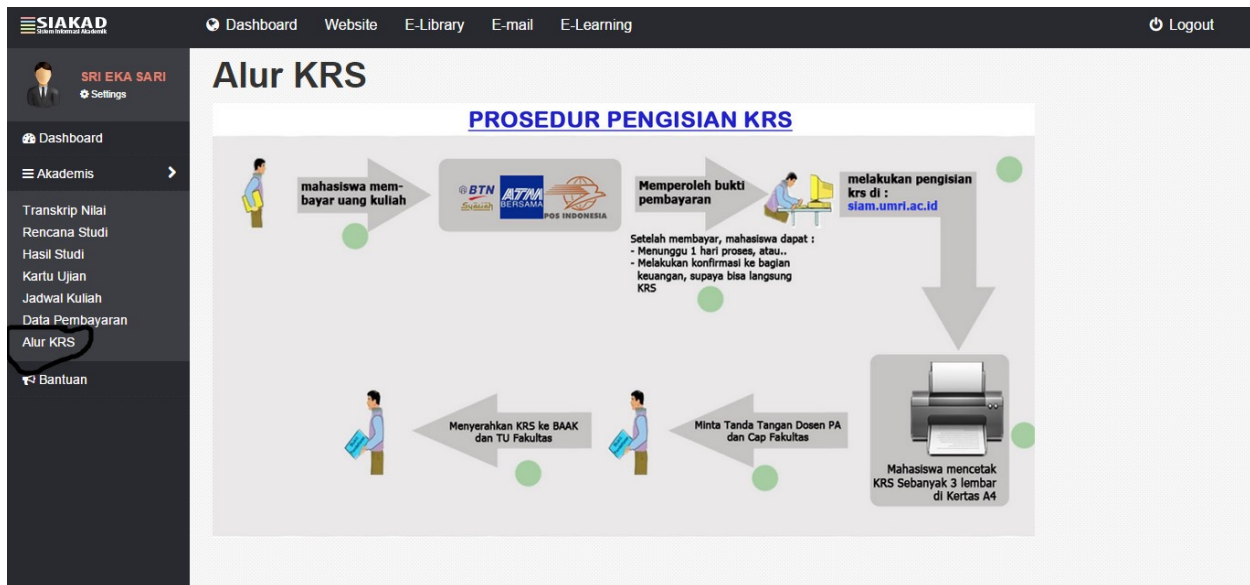 SIAKAD
Sistem Informasi Akademik
Dashboard Website E-Library E-mail E-Learning Logout
SRI EKA SARI
Settings
Dashboard
Akademis
Transkrip Nilai
Rencana Studi
Hasil Studi
Kartu Ujian
Jadwal Kuliah
Data Pembayaran
Alur KRS
Bantuan
Alur KRS
PROSEDUR PENGISIAN KRS
mahasiswa mem-
bayar uang kuliah
BTN
Syariah
ATM
BERSAMA
POS INDONESIA
Memperoleh bukti
pembayaran
Setelah membayar, mahasiswa dapat :
- Menunggu 1 hari proses, atau..
- Melakukan konfirmasi ke bagian
keuangan, supaya bisa langsung
KRS
melakukan pengisian
krs di :
siam.umri.ac.id
Mahasiswa mencetak
KRS Sebanyak 3 lembar
di Kertas A4
Minta Tanda Tangan Dosen PA
dan Cap Fakultas
Menyerahkan KRS ke BAAK
dan TU Fakultas